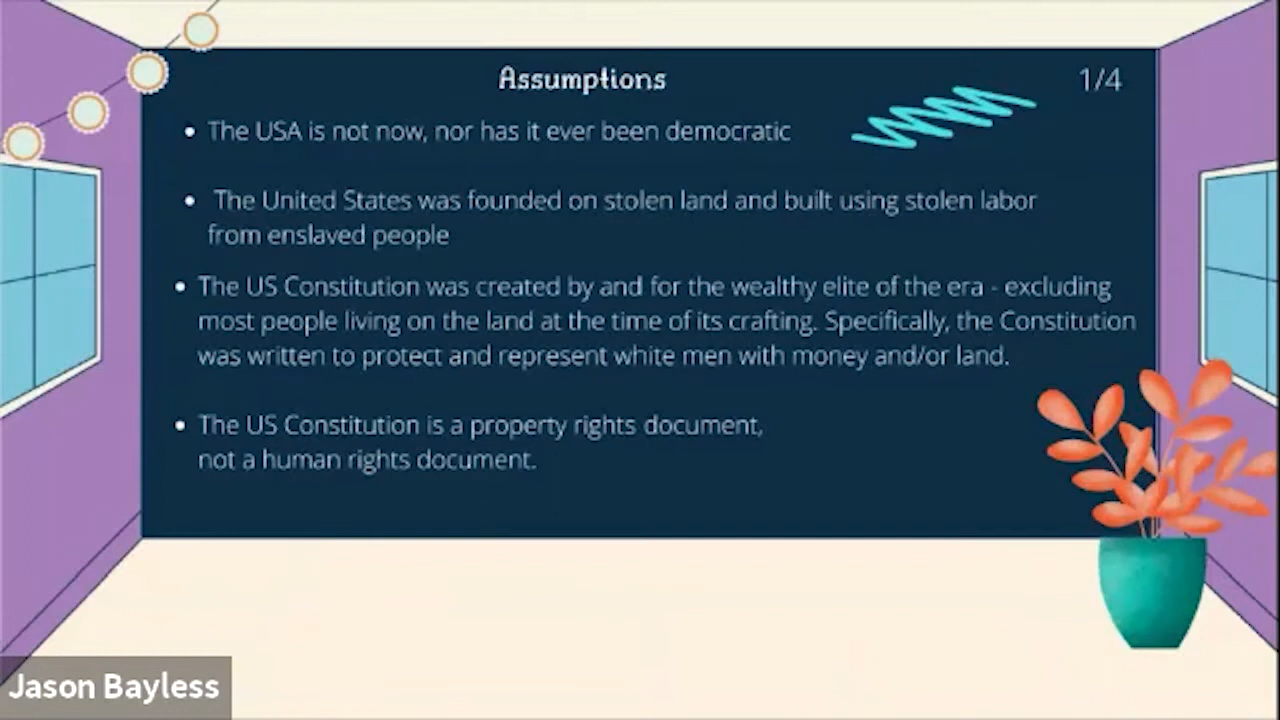 Assumptions
1/4
• The USA is not now, nor has it ever been democratic
• The United States was founded on stolen land and built using stolen labor
from enslaved people
• The US Constitution was created by and for the wealthy elite of the era - excluding
most people living on the land at the time of its crafting. Specifically, the Constitution
was written to protect and represent white men with money and/or land.
• The US Constitution is a property rights document,
not a human rights document.
Jason Bayless